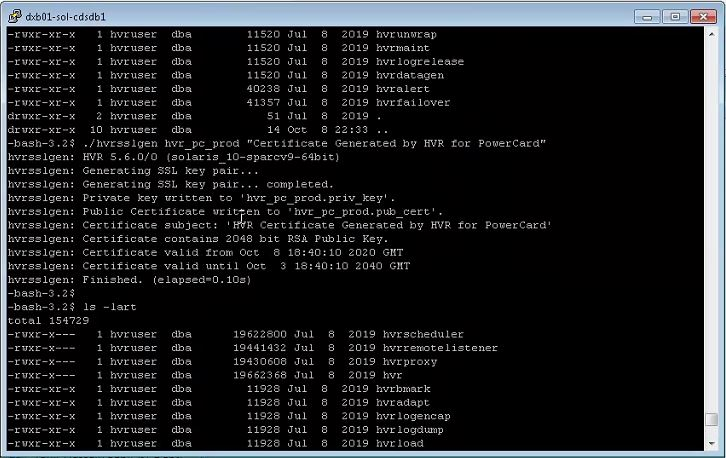 dxb01-sol-cdsdb1
-rwxr-xr-x 1 hvruser dba 11520 Jul 8 2019 hvrunwrap
-rwxr-xr-x 1 hvruser dba 11520 Jul 8 2019 hvrmaint
-rwxr-xr-x 1 hvruser dba 11520 Jul 8 2019 hvrlogrelease
-rwxr-xr-x 1 hvruser dba 11520 Jul 8 2019 hvrdatagen
-rwxr-xr-x 1 hvruser dba 40238 Jul 8 2019 hvralert
-rwxr-xr-x 1 hvruser dba 41357 Jul 8 2019 hvrfailover
drwxr-xr-x 2 hvruser dba 51 Jul 8 2019 .
drwxr-xr-x 10 hvruser dba 14 Oct 8 22:33 ..
-bash-3.2$ ./hvrsslgen hvr_pc_prod "Certificate Generated by HVR for PowerCard"
hvrsslgen: HVR 5.6.0/0 (solaris_10-sparcv9-64bit)
hvrsslgen: Generating SSL key pair...
hvrsslgen: Generating SSL key pair... completed.
hvrsslgen: Private key written to 'hvr_pc_prod.priv_key'.
hvrsslgen: Public Certificate written to 'hvr_pc_prod.pub_cert'.
hvrsslgen: Certificate subject: 'HVR Certificate Generated by HVR for PowerCard'
hvrsslgen: Certificate contains 2048 bit RSA Public Key.
hvrsslgen: Certificate valid from Oct 8 18:40:10 2020 GMT
hvrsslgen: Certificate valid until Oct 3 18:40:10 2040 GMT
hvrsslgen: Finished. (elapsed=0.10s)
-bash-3.2$
-bash-3.2$ ls -lart
total 154729
-rwxr-x--- 1 hvruser dba 19622800 Jul 8 2019 hvrscheduler
-rwxr-x--- 1 hvruser dba 19441432 Jul 8 2019 hvrremotelistener
-rwxr-x--- 1 hvruser dba 19430608 Jul 8 2019 hvrproxy
-rwxr-x--- 1 hvruser dba 19662368 Jul 8 2019 hvr
-rwxr-xr-x 1 hvruser dba 11928 Jul 8 2019 hvrbmark
-rwxr-xr-x 1 hvruser dba 11928 Jul 8 2019 hvradapt
-rwxr-xr-x 1 hvruser dba 11928 Jul 8 2019 hvrlogencap
-rwxr-xr-x 1 hvruser dba 11928 Jul 8 2019 hvrlogdump
-rwxr-xr-x 1 hvruser dba 11928 Jul 8 2019 hvrload